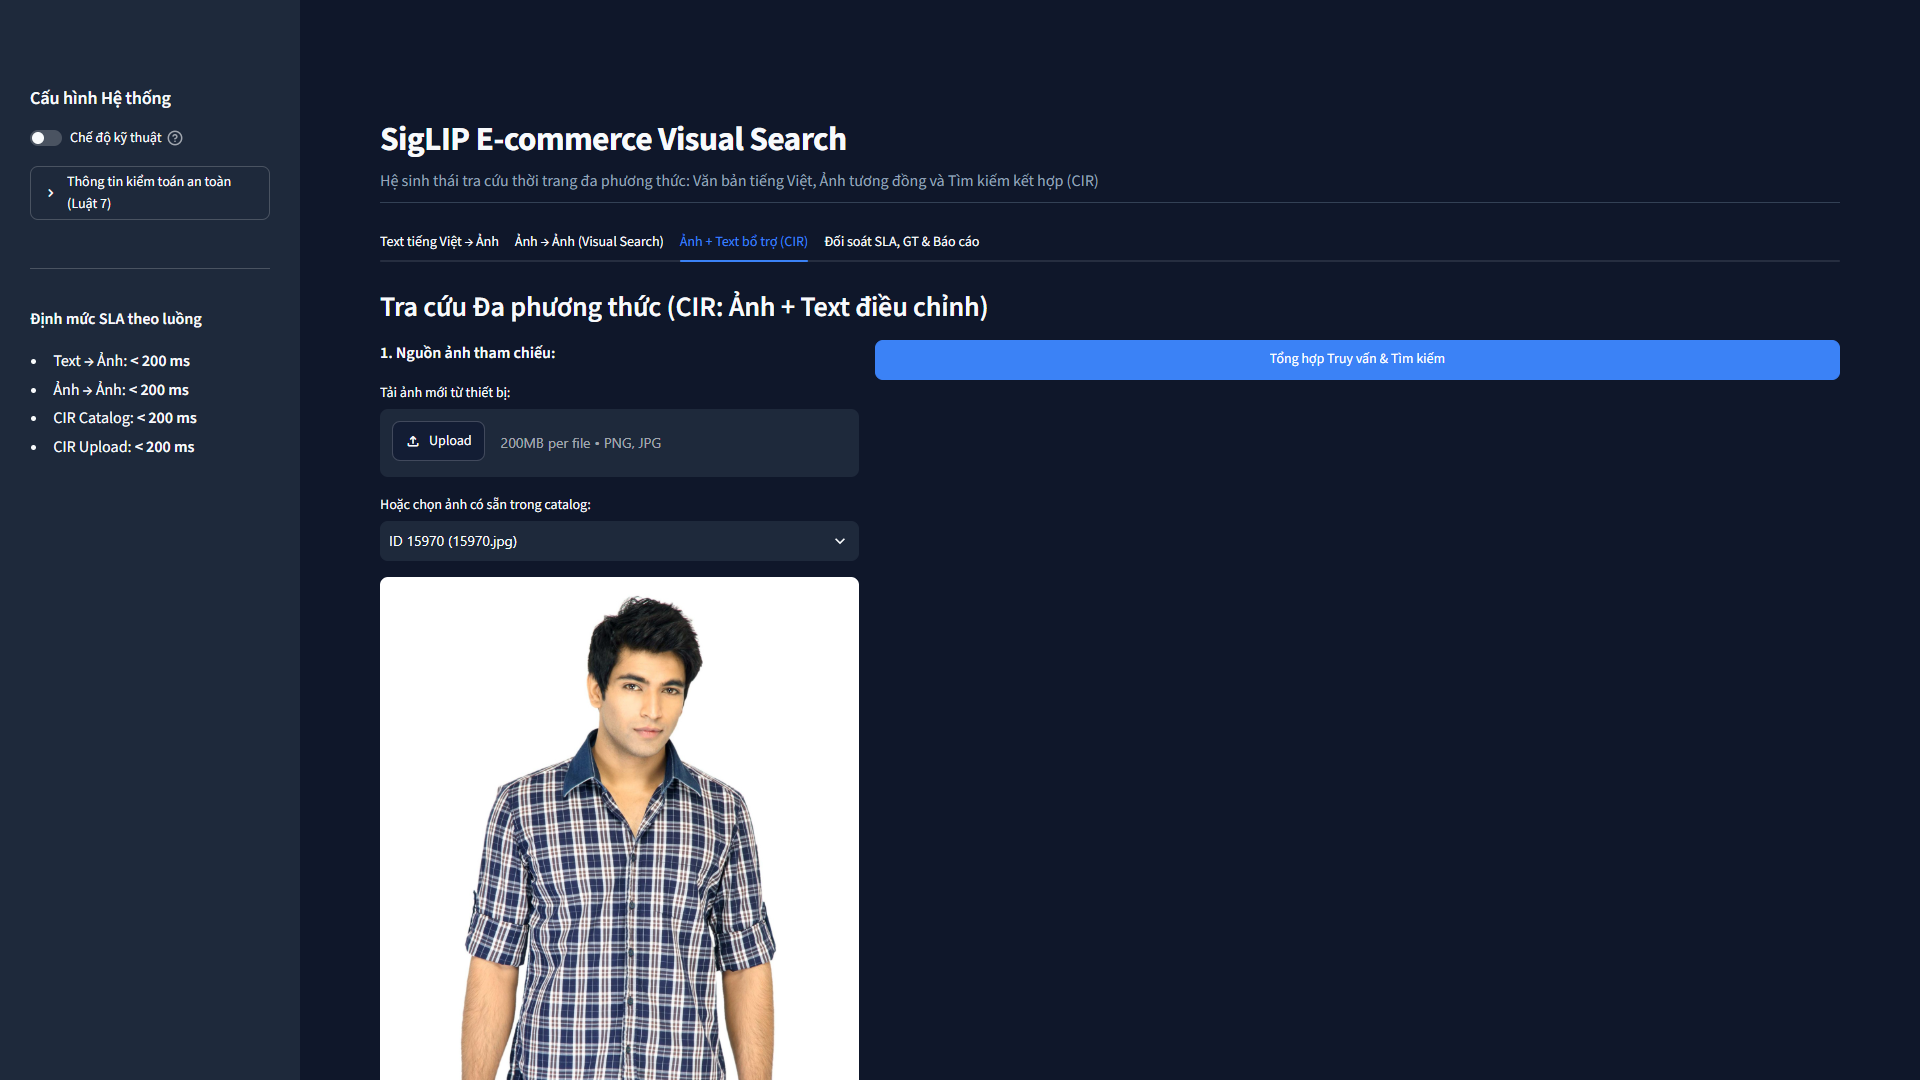 Cấu hình Hệ thống
Chế độ kỹ thuật
Thông tin kiểm toán an toàn
(Luật 7)
Định mức SLA theo luồng
• Text → Ảnh: < 200 ms
• Ảnh → Ảnh: < 200 ms
• CIR Catalog: < 200 ms
• CIR Upload: < 200 ms
SigLIP E-commerce Visual Search
Hệ sinh thái tra cứu thời trang đa phương thức: Văn bản tiếng Việt, Ảnh tương đồng và Tìm kiếm kết hợp (CIR)
Text tiếng Việt → Ảnh
Ảnh → Ảnh (Visual Search)
Ảnh + Text bổ trợ (CIR)
Đối soát SLA, GT & Báo cáo
Tra cứu Đa phương thức (CIR: Ảnh + Text điều chỉnh)
1. Nguồn ảnh tham chiếu:
Tải ảnh mới từ thiết bị:
Upload
200MB per file • PNG, JPG
Hoặc chọn ảnh có sẵn trong catalog:
ID 15970 (15970.jpg)
Tổng hợp Truy vấn & Tìm kiếm